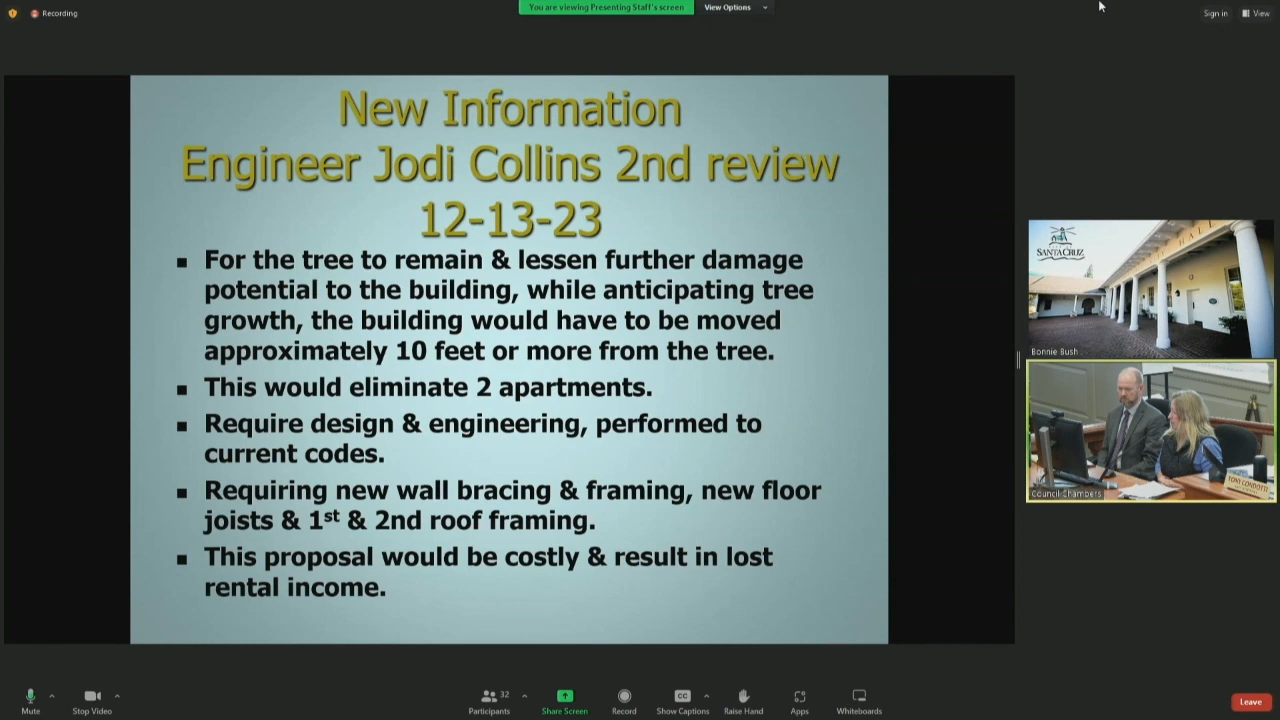 Recording
You are viewing Presenting Staff's screen
View Options
Sign in
View
New Information
Engineer Jodi Collins 2nd review
12-13-23
For the tree to remain & lessen further damage
potential to the building, while anticipating tree
growth, the building would have to be moved
approximately 10 feet or more from the tree.
This would eliminate 2 apartments.
Require design & engineering, performed to
current codes.
Requiring new wall bracing & framing, new floor
joists & 1st & 2nd roof framing.
This proposal would be costly & result in lost
rental income.
SANTA CRUZ
HALL
Bonnie Bush
TONY CONDOTTI
Council Chambers
Mute
Stop Video
Participants
32
Share Screen
Record
CC
Show Captions
Raise Hand
Apps
Whiteboards
Leave